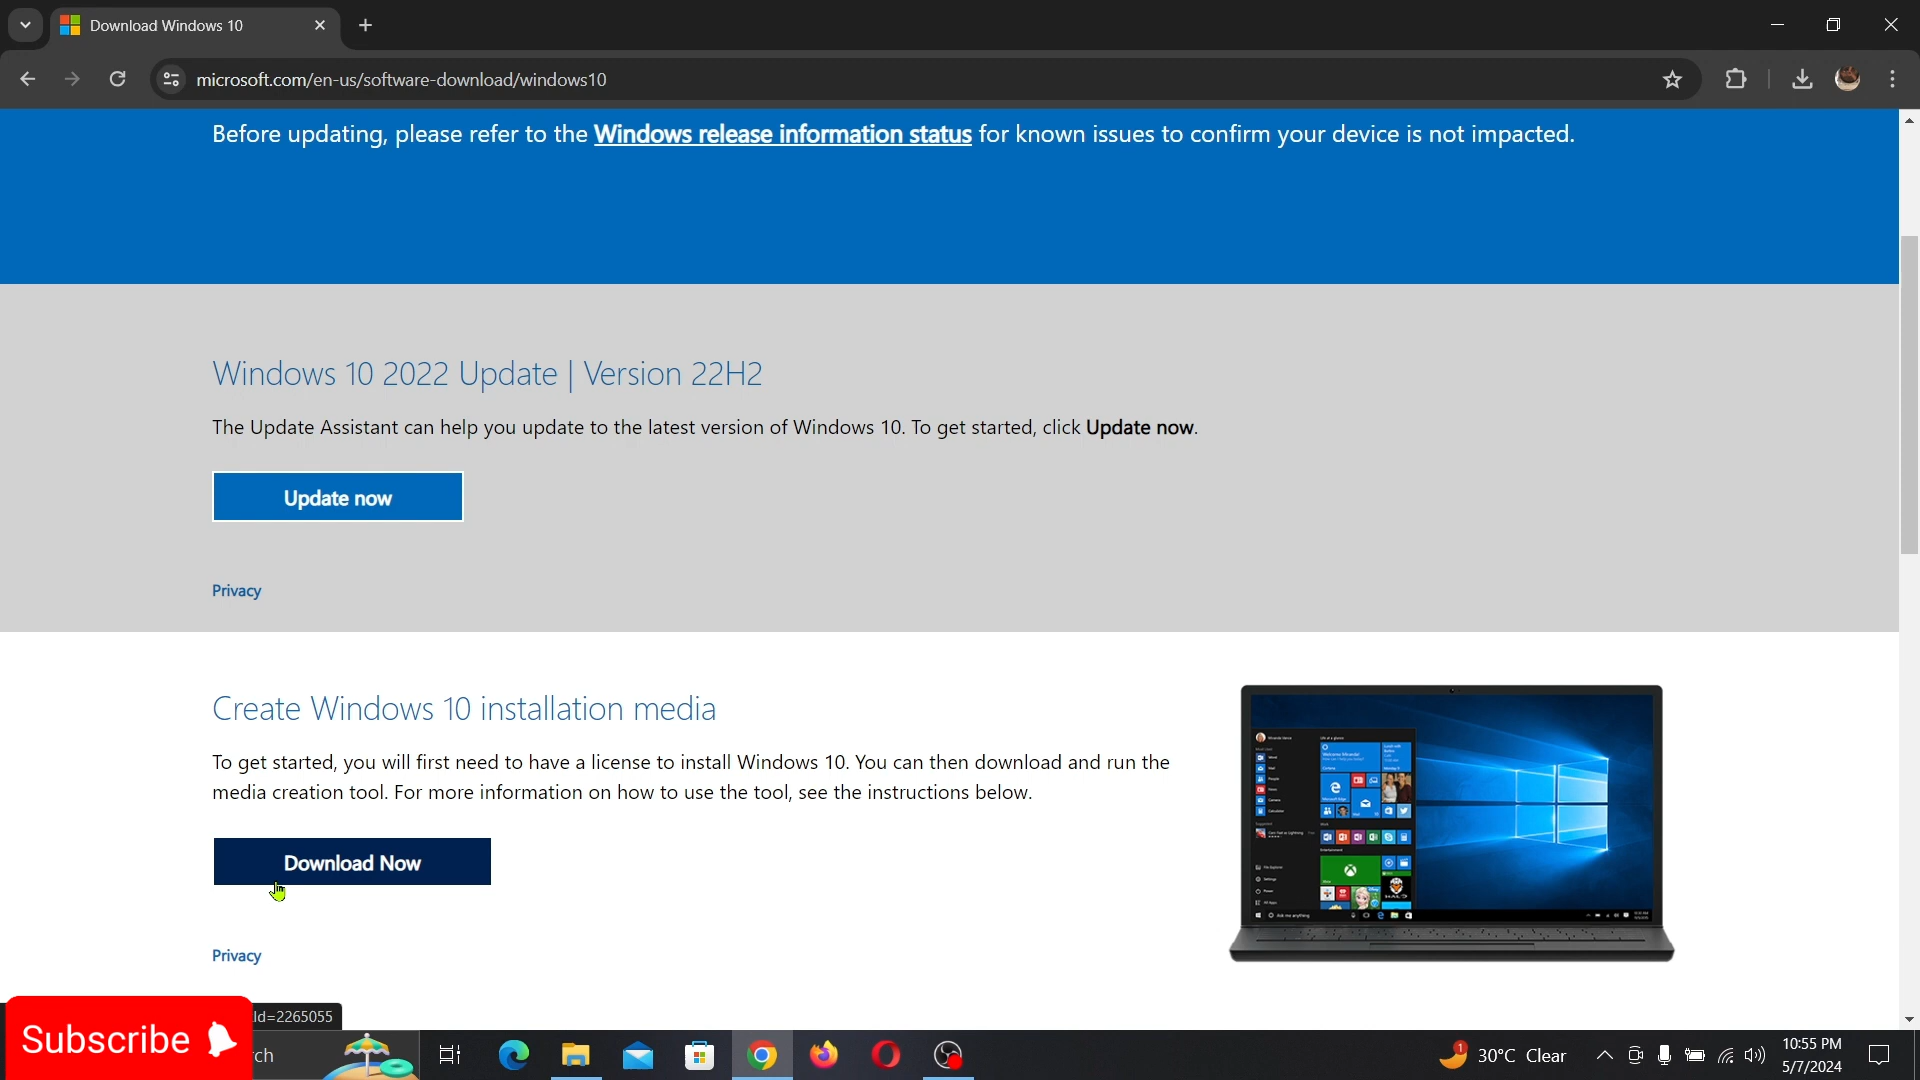 Download Windows 10
microsoft.com/en-us/software-download/windows10
Before updating, please refer to the Windows release information status for known issues to confirm your device is not impacted.
Windows 10 2022 Update | Version 22H2
The Update Assistant can help you update to the latest version of Windows 10. To get started, click Update now.
Update now
Privacy
Create Windows 10 installation media
To get started, you will first need to have a license to install Windows 10. You can then download and run the
media creation tool. For more information on how to use the tool, see the instructions below.
Download Now
Privacy
Id=2265055
Subscribe
rch
1
30°C Clear
10:55 PM
5/7/2024